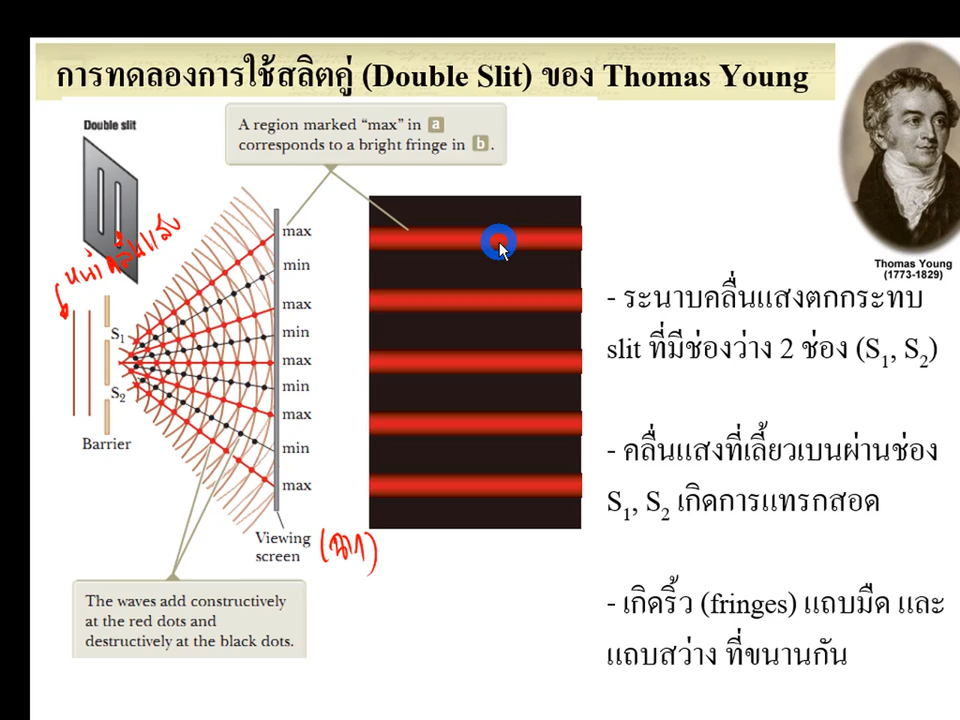 การทดลองการใช้สลิตคู่ (Double Slit) ของ Thomas Young
Double slit
A region marked “max” in a
corresponds to a bright fringe in b.
หน้าคลื่นแสง
max
min
max
min
max
min
max
min
max
S1
S2
Barrier
Viewing
screen
(ฉาก)
The waves add constructively
at the red dots and
destructively at the black dots.
Thomas Young
(1773-1829)
- ระนาบคลื่นแสงตกกระทบ
slit ที่มีช่องว่าง 2 ช่อง (S1, S2)
- คลื่นแสงที่เลี้ยวเบนผ่านช่อง
S1, S2 เกิดการแทรกสอด
- เกิดริ้ว (fringes) แถบมืด และ
แถบสว่าง ที่ขนานกัน